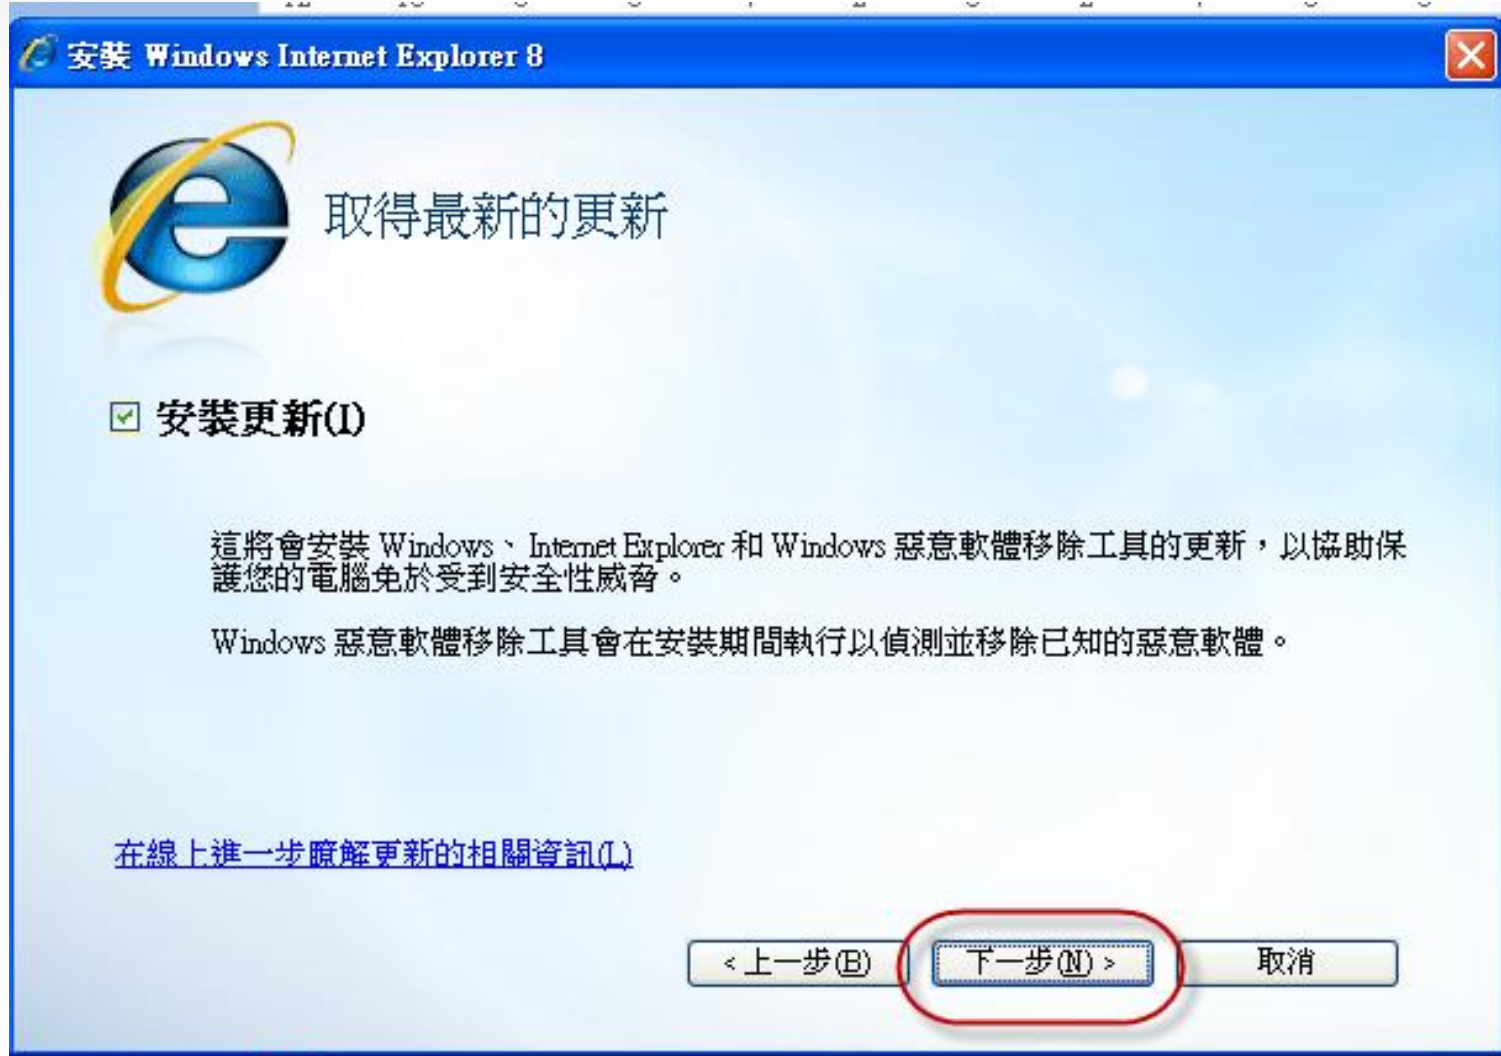 安裝 Windows Internet Explorer 8
取得最新的更新
安裝更新(I)
這將會安裝 Windows、Internet Explorer 和 Windows 惡意軟體移除工具的更新，以協助保
護您的電腦免於受到安全性威脅。
Windows 惡意軟體移除工具會在安裝期間執行以偵測並移除已知的惡意軟體。
在線上進一步瞭解更新的相關資訊(L)
<上一步(B) 下一步(N)> 取消